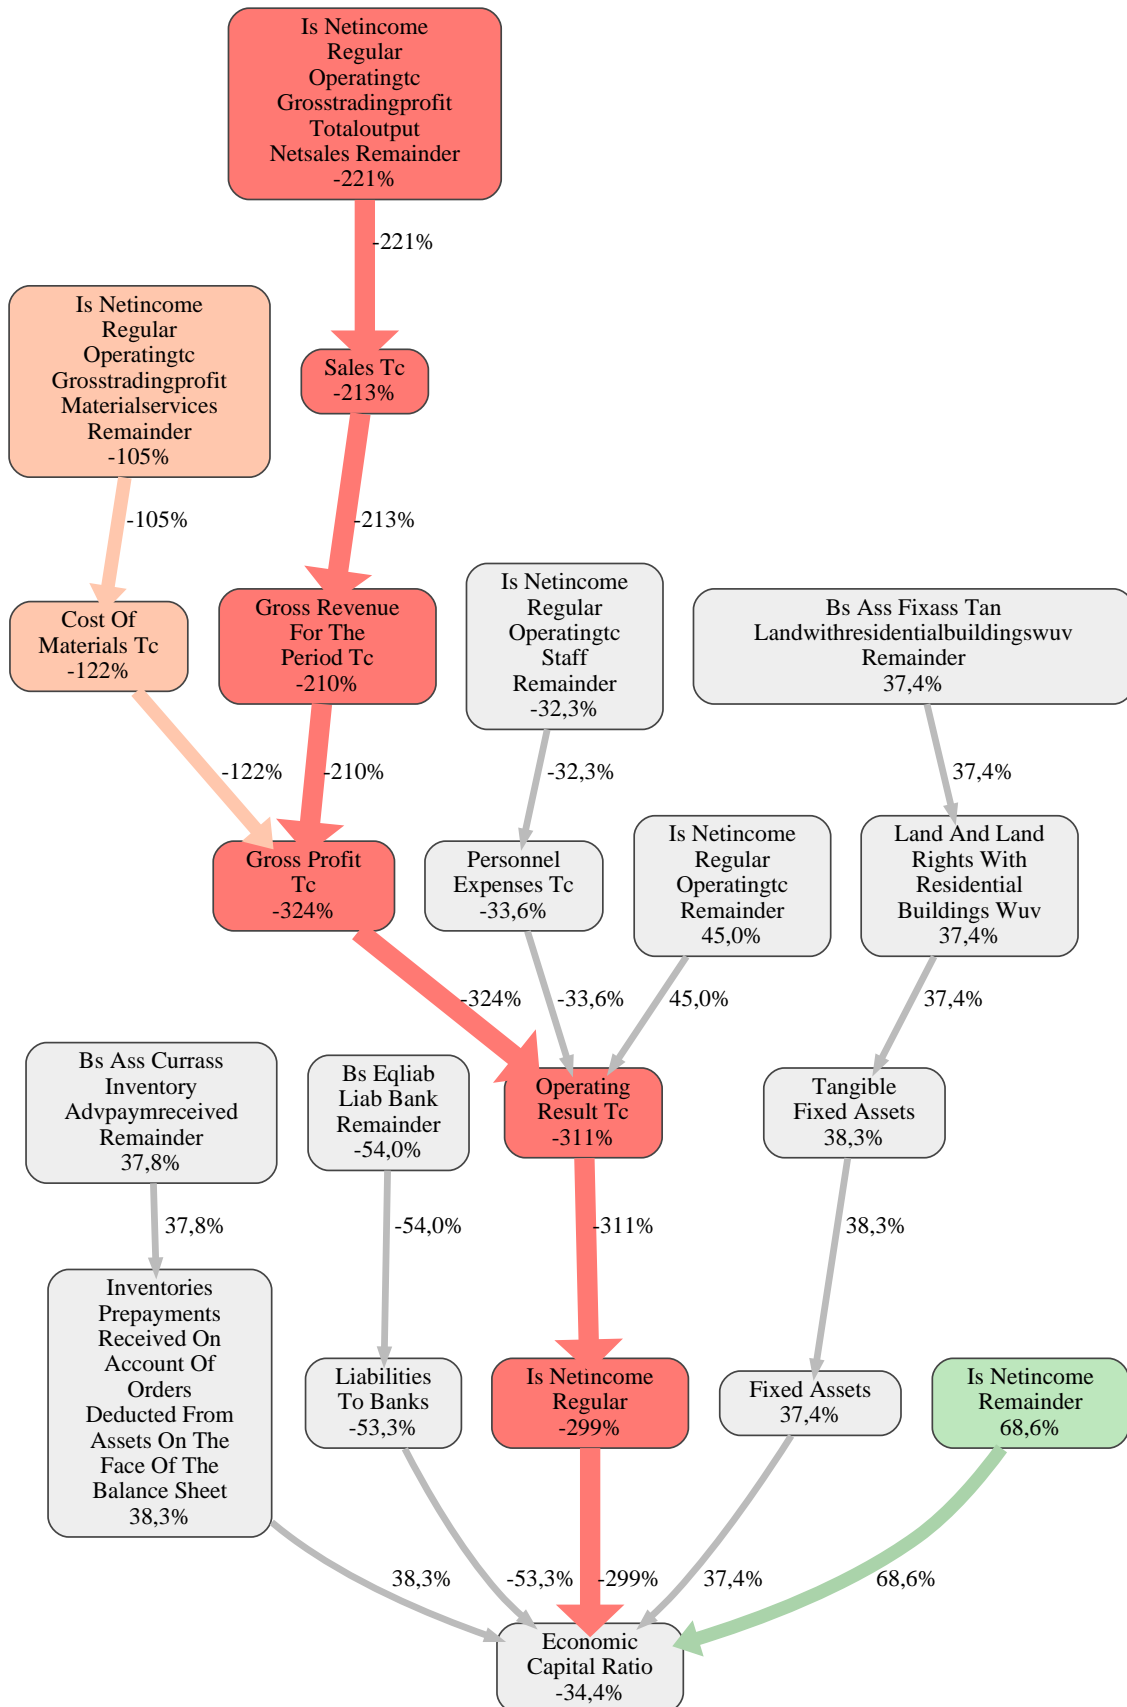 Is Netincome
Regular
Operatingtc
Grosstradingprofit
Totaloutput
Netsales Remainder
-221%
-221%
Is Netincome
Regular
Operatingtc
Grosstradingprofit
Materialservices
Remainder
-105%
Sales Tc
-213%
-105%
-213%
Cost Of
Materials Tc
-122%
Gross Revenue
For The
Period Tc
-210%
Is Netincome
Regular
Operatingtc
Staff
Remainder
-32,3%
Bs Ass Fixass Tan
Landwithresidentialbuildingswuv
Remainder
37,4%
-122%
-210%
-32,3%
37,4%
Gross Profit
Tc
-324%
Personnel
Expenses Tc
-33,6%
Is Netincome
Regular
Operatingtc
Remainder
45,0%
Land And Land
Rights With
Residential
Buildings Wuv
37,4%
-324%
-33,6%
45,0%
37,4%
Bs Ass Currass
Inventory
Advpaymreceived
Remainder
37,8%
Bs Eqliab
Liab Bank
Remainder
-54,0%
Operating
Result Tc
-311%
Tangible
Fixed Assets
38,3%
37,8%
-54,0%
-311%
38,3%
Inventories
Prepayments
Received On
Account Of
Orders
Deducted From
Assets On The
Face Of The
Balance Sheet
38,3%
Liabilities
To Banks
-53,3%
Is Netincome
Regular
-299%
Fixed Assets
37,4%
Is Netincome
Remainder
68,6%
38,3%
-53,3%
-299%
37,4%
68,6%
Economic
Capital Ratio
-34,4%